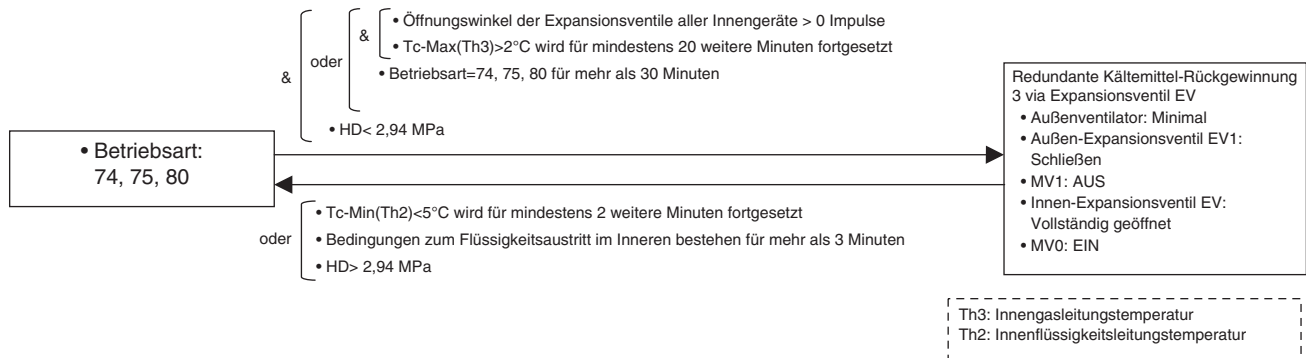 • Öffnungswinkel der Expansionsventile aller Innengeräte > 0 Impulse
&
• Tc-Max(Th3)>2°C wird für mindestens 20 weitere Minuten fortgesetzt
oder
& 
• Betriebsart=74, 75, 80 für mehr als 30 Minuten
• HD< 2,94 MPa
• Betriebsart:
74, 75, 80
Redundante Kältemittel-Rückgewinnung
3 via Expansionsventil EV
• Außenventilator: Minimal
• Außen-Expansionsventil EV1:
Schließen
• MV1: AUS
• Innen-Expansionsventil EV:
Vollständig geöffnet
• MV0: EIN
• Tc-Min(Th2)<5°C wird für mindestens 2 weitere Minuten fortgesetzt
oder
• Bedingungen zum Flüssigkeitsaustritt im Inneren bestehen für mehr als 3 Minuten
• HD> 2,94 MPa
Th3: Innengasleitungstemperatur
Th2: Innenflüssigkeitsleitungstemperatur